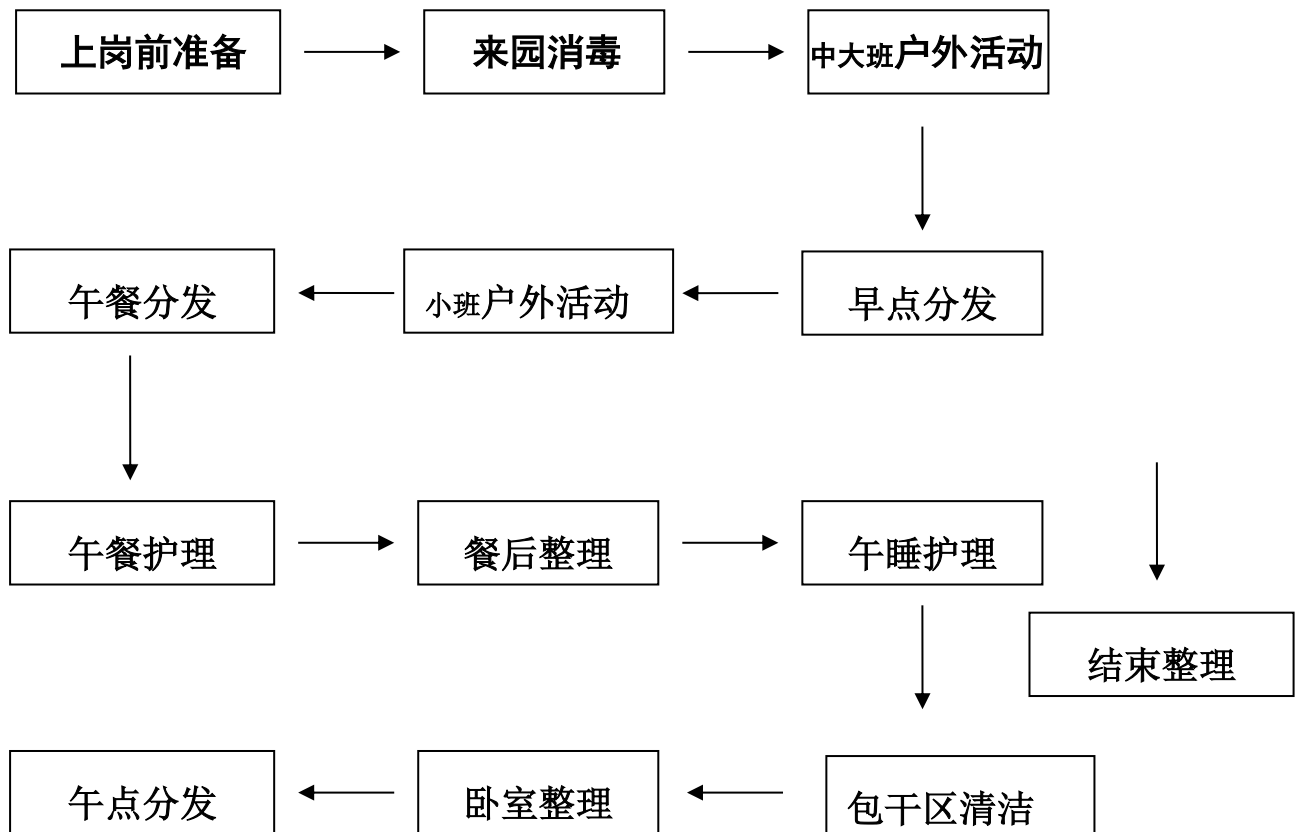 上岗前准备
来园消毒
中大班户外活动
早点分发
小班户外活动
午餐分发
午餐护理
餐后整理
午睡护理
结束整理
包干区清洁
卧室整理
午点分发